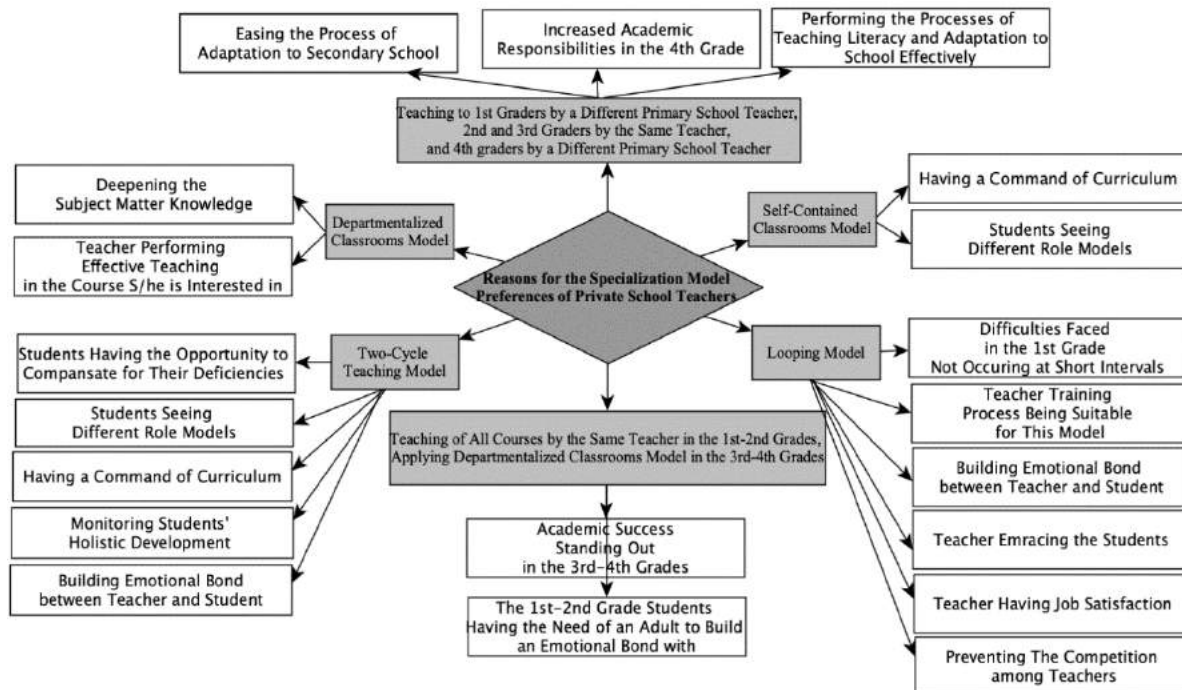 Easing the Process of
Adaptation to Secondary School
Increased Academic
Responsibilities in the 4th Grade
Performing the Processes of
Teaching Literacy and Adaptation to
School Effectively
Teaching to 1st Graders by a Different Primary School Teacher,
2nd and 3rd Graders by the Same Teacher,
and 4th graders by a Different Primary School Teacher
Deepening the
Subject Matter Knowledge
Teacher Performing
Effective Teaching
in the Course S/he is Interested in
Departmentalized
Classrooms Model
Self-Contained
Classrooms Model
Having a Command of Curriculum
Students Seeing
Different Role Models
Reasons for the Specialization Model
Preferences of Private School Teachers
Two-Cycle
Teaching Model
Students Having the Opportunity to
Compansate for Their Deficiencies
Students Seeing
Different Role Models
Having a Command of Curriculum
Monitoring Students'
Holistic Development
Building Emotional Bond
between Teacher and Student
Looping Model
Difficulties Faced
in the 1st Grade
Not Occuring at Short Intervals
Teacher Training
Process Being Suitable
for This Model
Building Emotional Bond
between Teacher and Student
Teacher Emracing the Students
Teacher Having Job Satisfaction
Preventing The Competition
among Teachers
Teaching of All Courses by the Same Teacher in the 1st-2nd Grades,
Applying Departmentalized Classrooms Model in the 3rd-4th Grades
Academic Success
Standing Out
in the 3rd-4th Grades
The 1st-2nd Grade Students
Having the Need of an Adult to Build
an Emotional Bond with